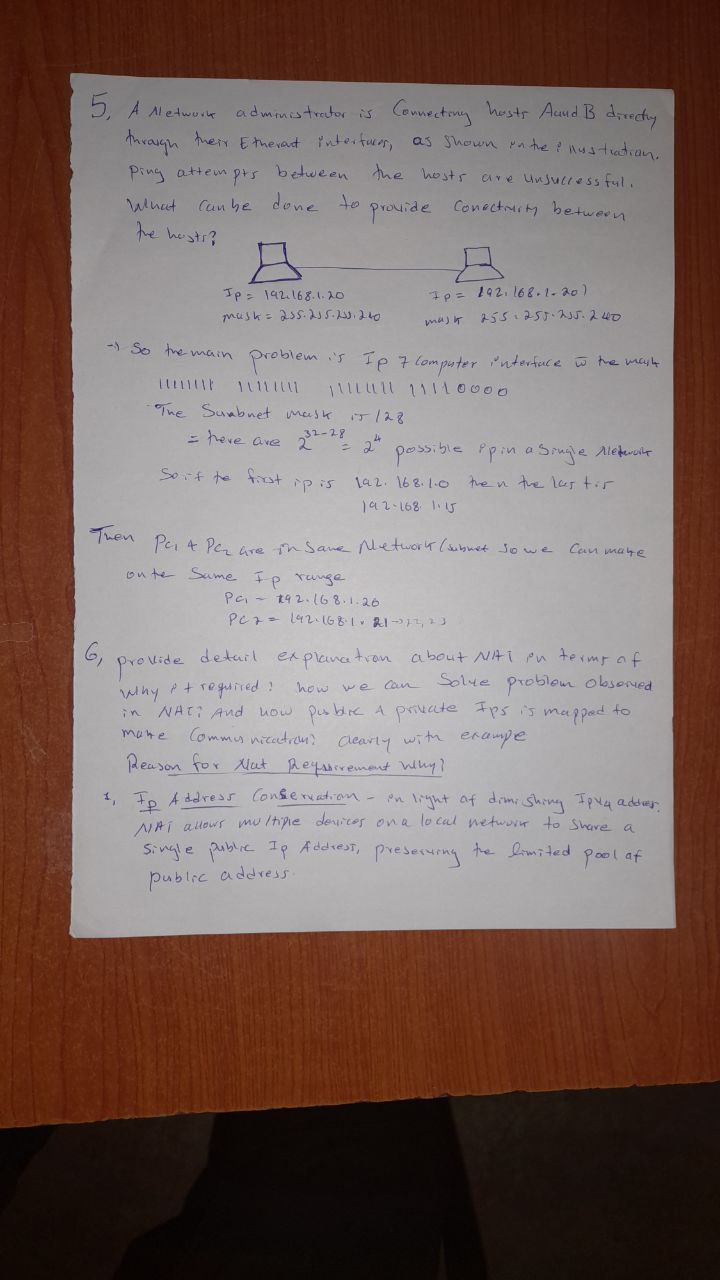 5, A Network administrator is Connecting hosts A and B directly
through their Ethernet interfaces, as shown in the illustration.
Ping attempts between the hosts are unsuccessful.
What can be done to provide Conectivity between
the hosts?
Ip = 192.168.1.20 Ip = 192.168.1.201
mask = 255.255.255.240 mask 255.255.255.240
→ So the main problem is Ip 7 Computer interface the mask
11111111 11111111 11111111 11110000
The Suubnet mask is /28
= there are 2^32-28 = 2^4 possible ip in a Single Network
So if the first ip is 192.168.1.0 then the last is
192.168.1.15
Then Pc1 & Pc2 are in Same Network/subnet so we Can make
on the Same Ip range
Pc1 - 192.168.1.20
PC2 = 192.168.1. 21 → 22, 23
6, provide detail explanation about NAT in terms of
Why it required? how we can Solve problem observed
in NAT? And how public & private Ips is mapped to
make Communication? clearly with example
Reason for Nat Requirement Why?
1, Ip Address Conservation - in light of dimishing Ipv4 addres.
NAT allows multiple devices on a local network to Share a
Single public Ip Address, preserving the limited pool of
public address.